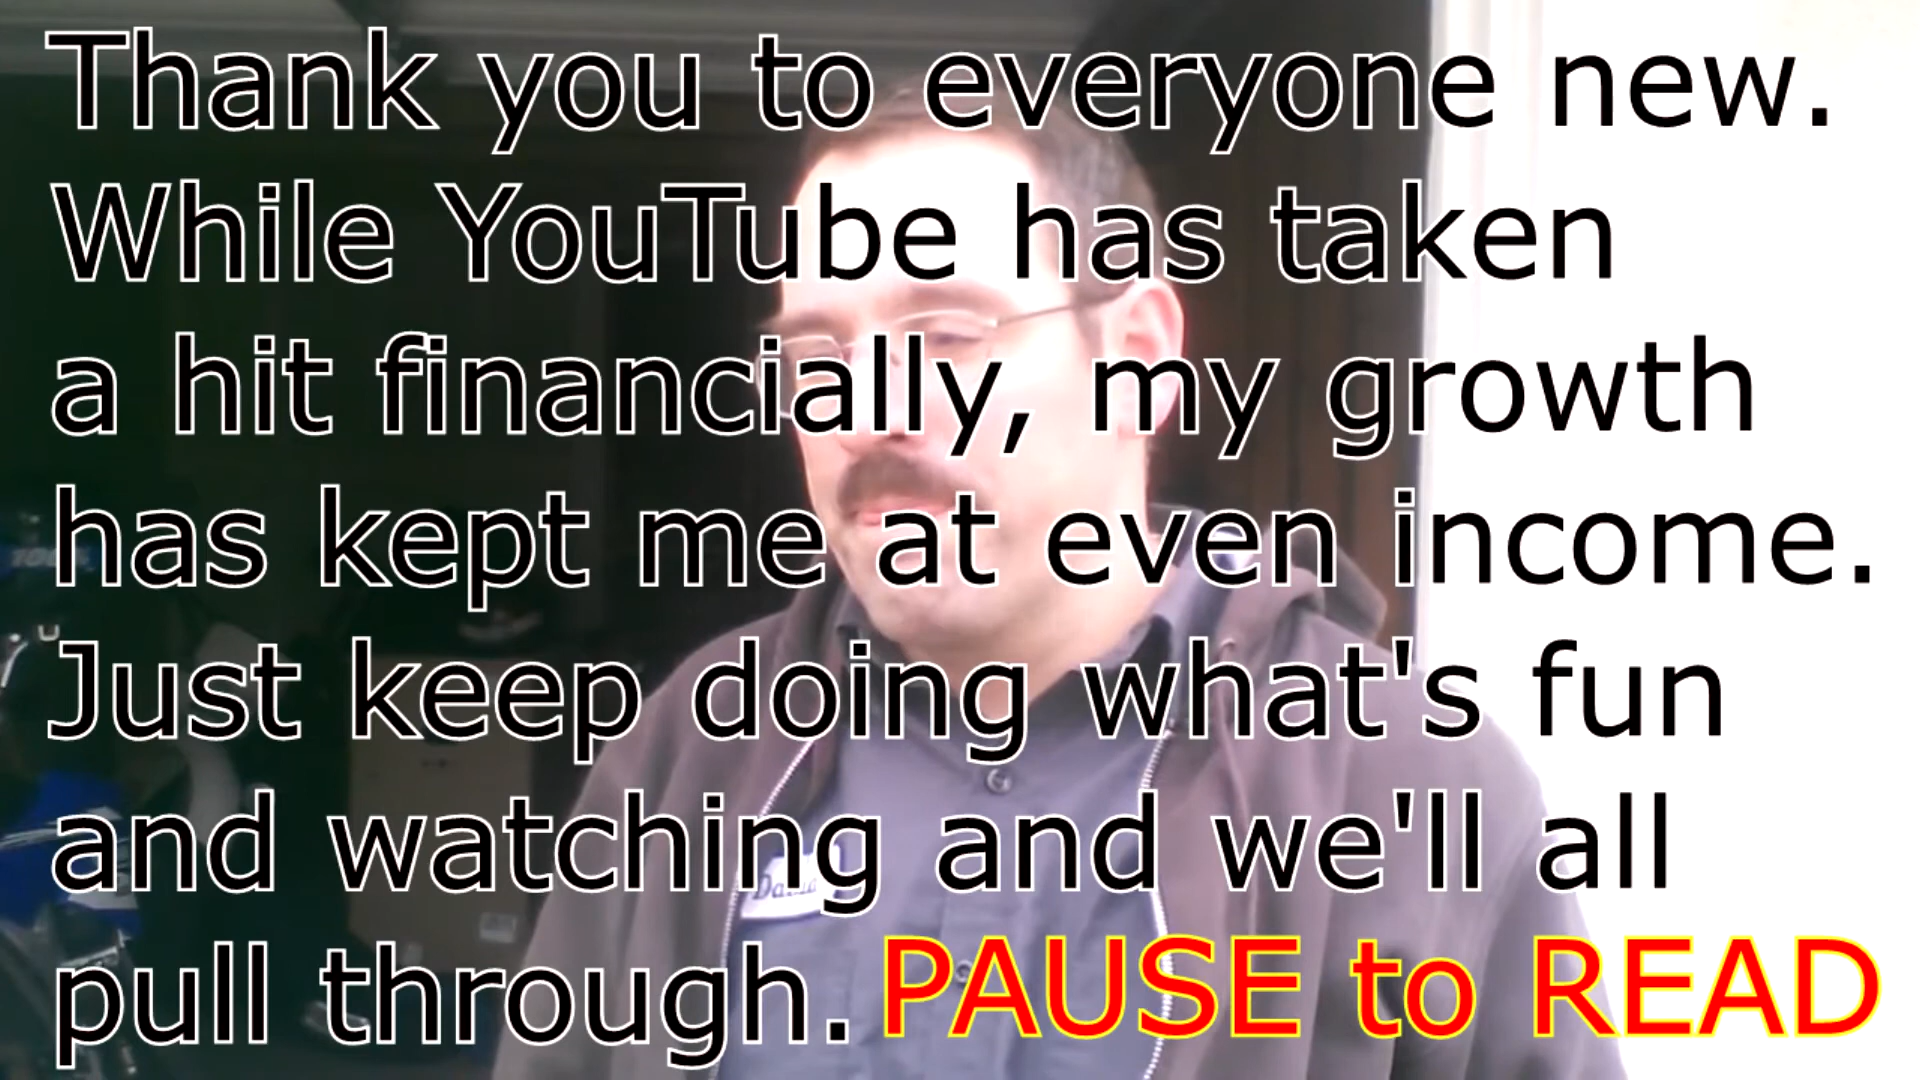 Thank you to everyone new.
While YouTube has taken
a hit financially, my growth
has kept me at even income.
Just keep doing what's fun
and watching and we'll all
pull through. PAUSE to READ